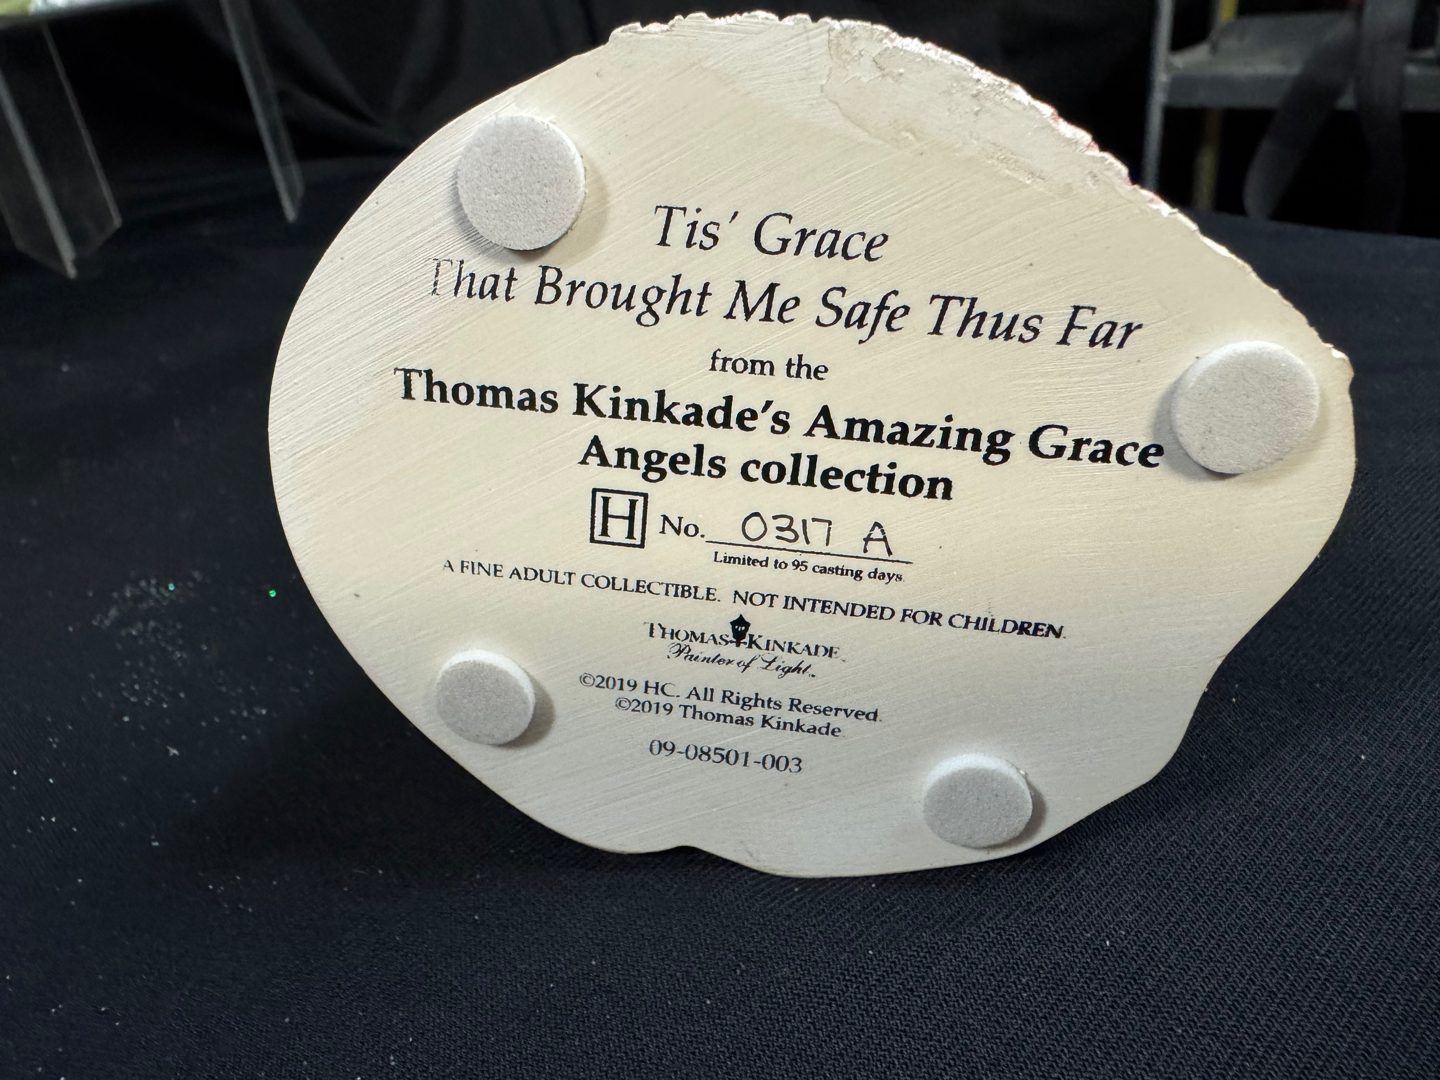 Tis' Grace
That Brought Me Safe Thus Far
from the
Thomas Kinkade's Amazing Grace
Angels collection
H No. 0317 A
Limited to 95 casting days.
A FINE ADULT COLLECTIBLE. NOT INTENDED FOR CHILDREN.
THOMAS KINKADE
Painter of Light™
©2019 HC. All Rights Reserved.
©2019 Thomas Kinkade.
09-08501-003